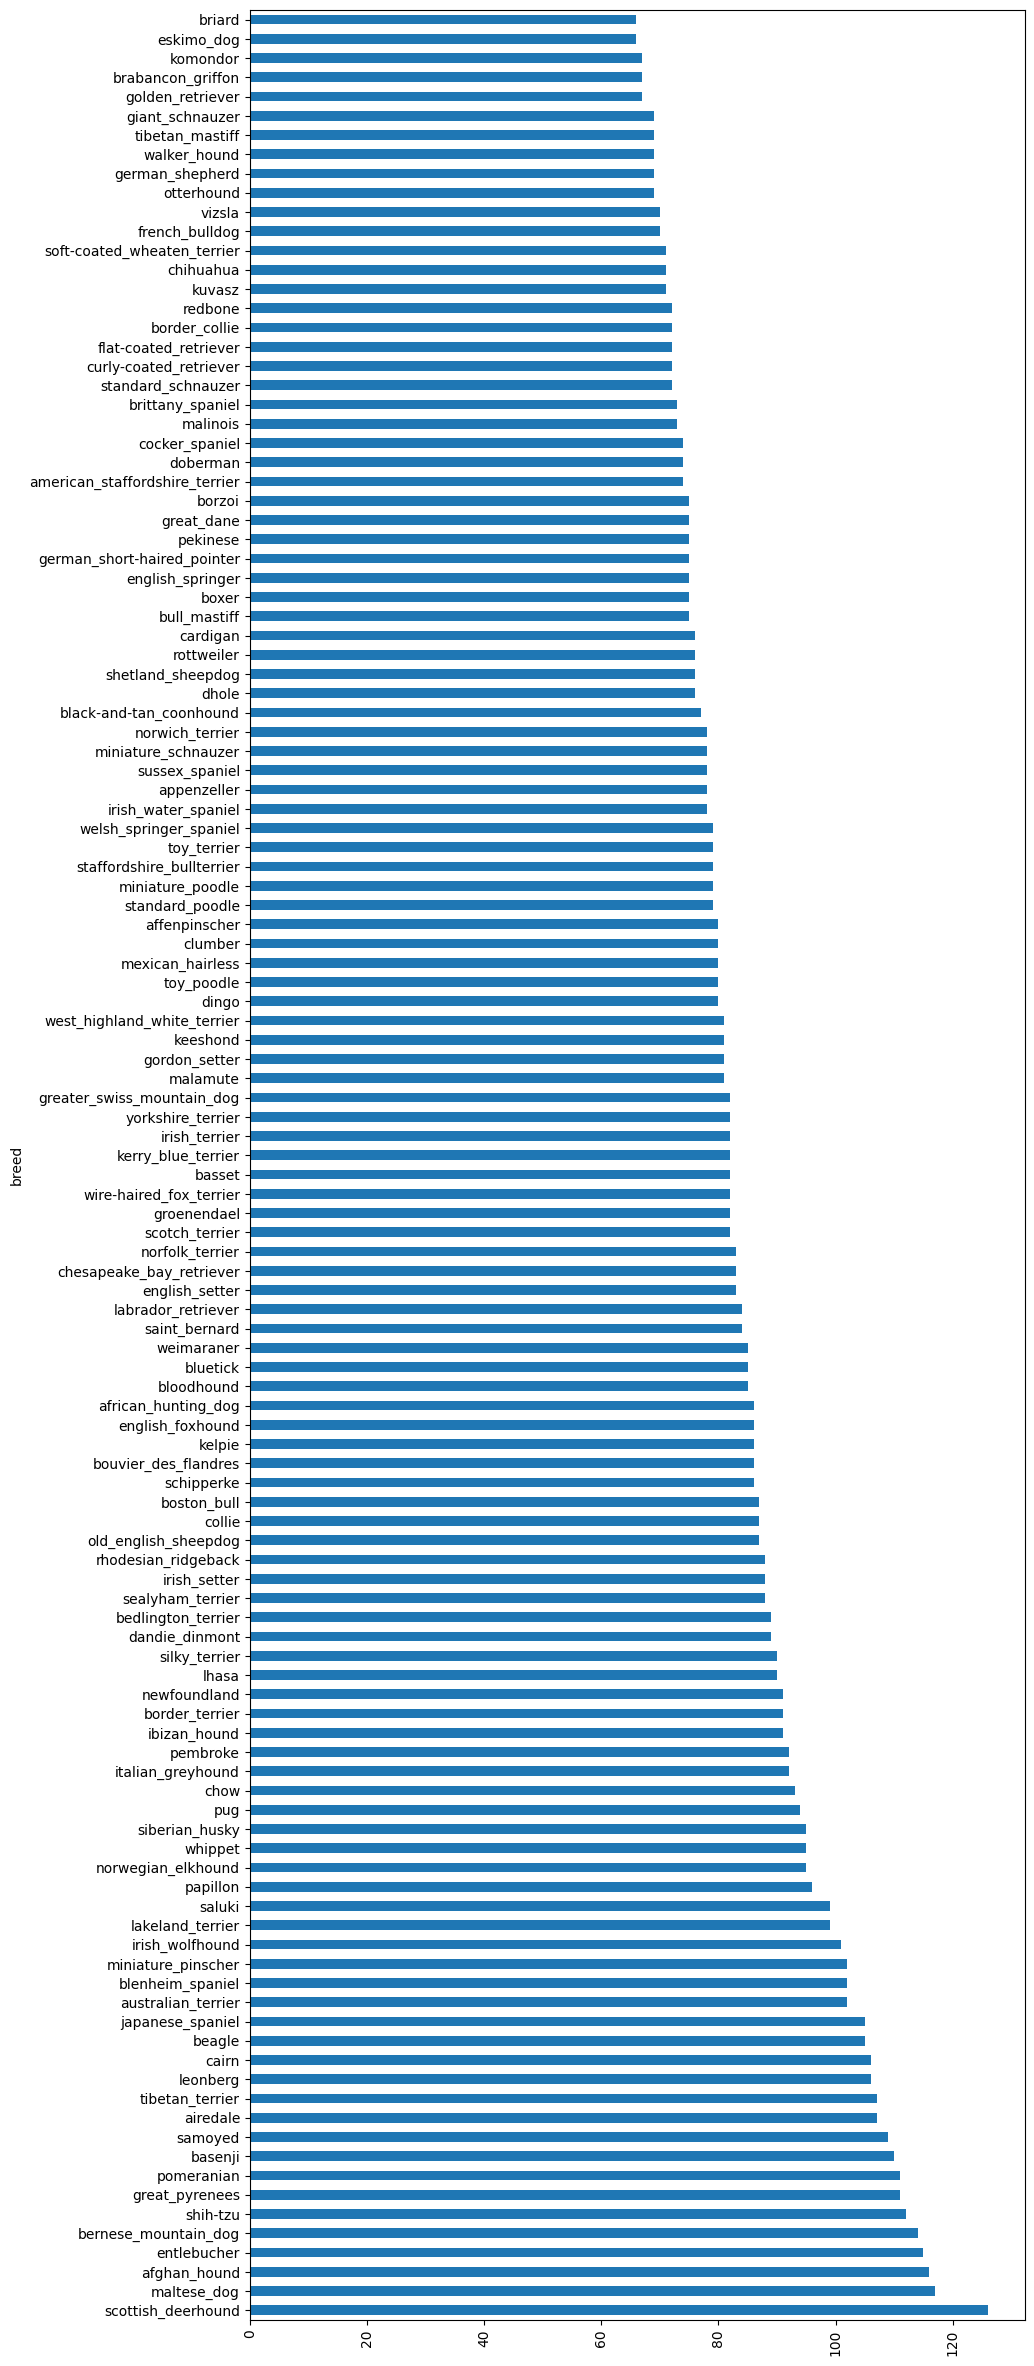 briard
eskimo_dog
komondor
brabancon_griffon
golden_retriever
giant_schnauzer
tibetan_mastiff
walker_hound
german_shepherd
otterhound
vizsla
french_bulldog
soft-coated_wheaten_terrier
chihuahua
kuvasz
redbone
border_collie
flat-coated_retriever
curly-coated_retriever
standard_schnauzer
brittany_spaniel
malinois
cocker_spaniel
doberman
american_staffordshire_terrier
borzoi
great_dane
pekinese
german_short-haired_pointer
english_springer
boxer
bull_mastiff
cardigan
rottweiler
shetland_sheepdog
dhole
black-and-tan_coonhound
norwich_terrier
miniature_schnauzer
sussex_spaniel
appenzeller
irish_water_spaniel
welsh_springer_spaniel
toy_terrier
staffordshire_bullterrier
miniature_poodle
standard_poodle
affenpinscher
clumber
mexican_hairless
toy_poodle
dingo
west_highland_white_terrier
keeshond
gordon_setter
malamute
greater_swiss_mountain_dog
yorkshire_terrier
irish_terrier
kerry_blue_terrier
basset
wire-haired_fox_terrier
groenendael
scotch_terrier
norfolk_terrier
chesapeake_bay_retriever
english_setter
labrador_retriever
saint_bernard
weimaraner
bluetick
bloodhound
african_hunting_dog
english_foxhound
kelpie
bouvier_des_flandres
schipperke
boston_bull
collie
old_english_sheepdog
rhodesian_ridgeback
irish_setter
sealyham_terrier
bedlington_terrier
dandie_dinmont
silky_terrier
lhasa
newfoundland
border_terrier
ibizan_hound
pembroke
italian_greyhound
chow
pug
siberian_husky
whippet
norwegian_elkhound
papillon
saluki
lakeland_terrier
irish_wolfhound
miniature_pinscher
blenheim_spaniel
australian_terrier
japanese_spaniel
beagle
cairn
leonberg
tibetan_terrier
airedale
samoyed
basenji
pomeranian
great_pyrenees
shih-tzu
bernese_mountain_dog
entlebucher
afghan_hound
maltese_dog
scottish_deerhound
breed
0
20
40
60
80
100
120